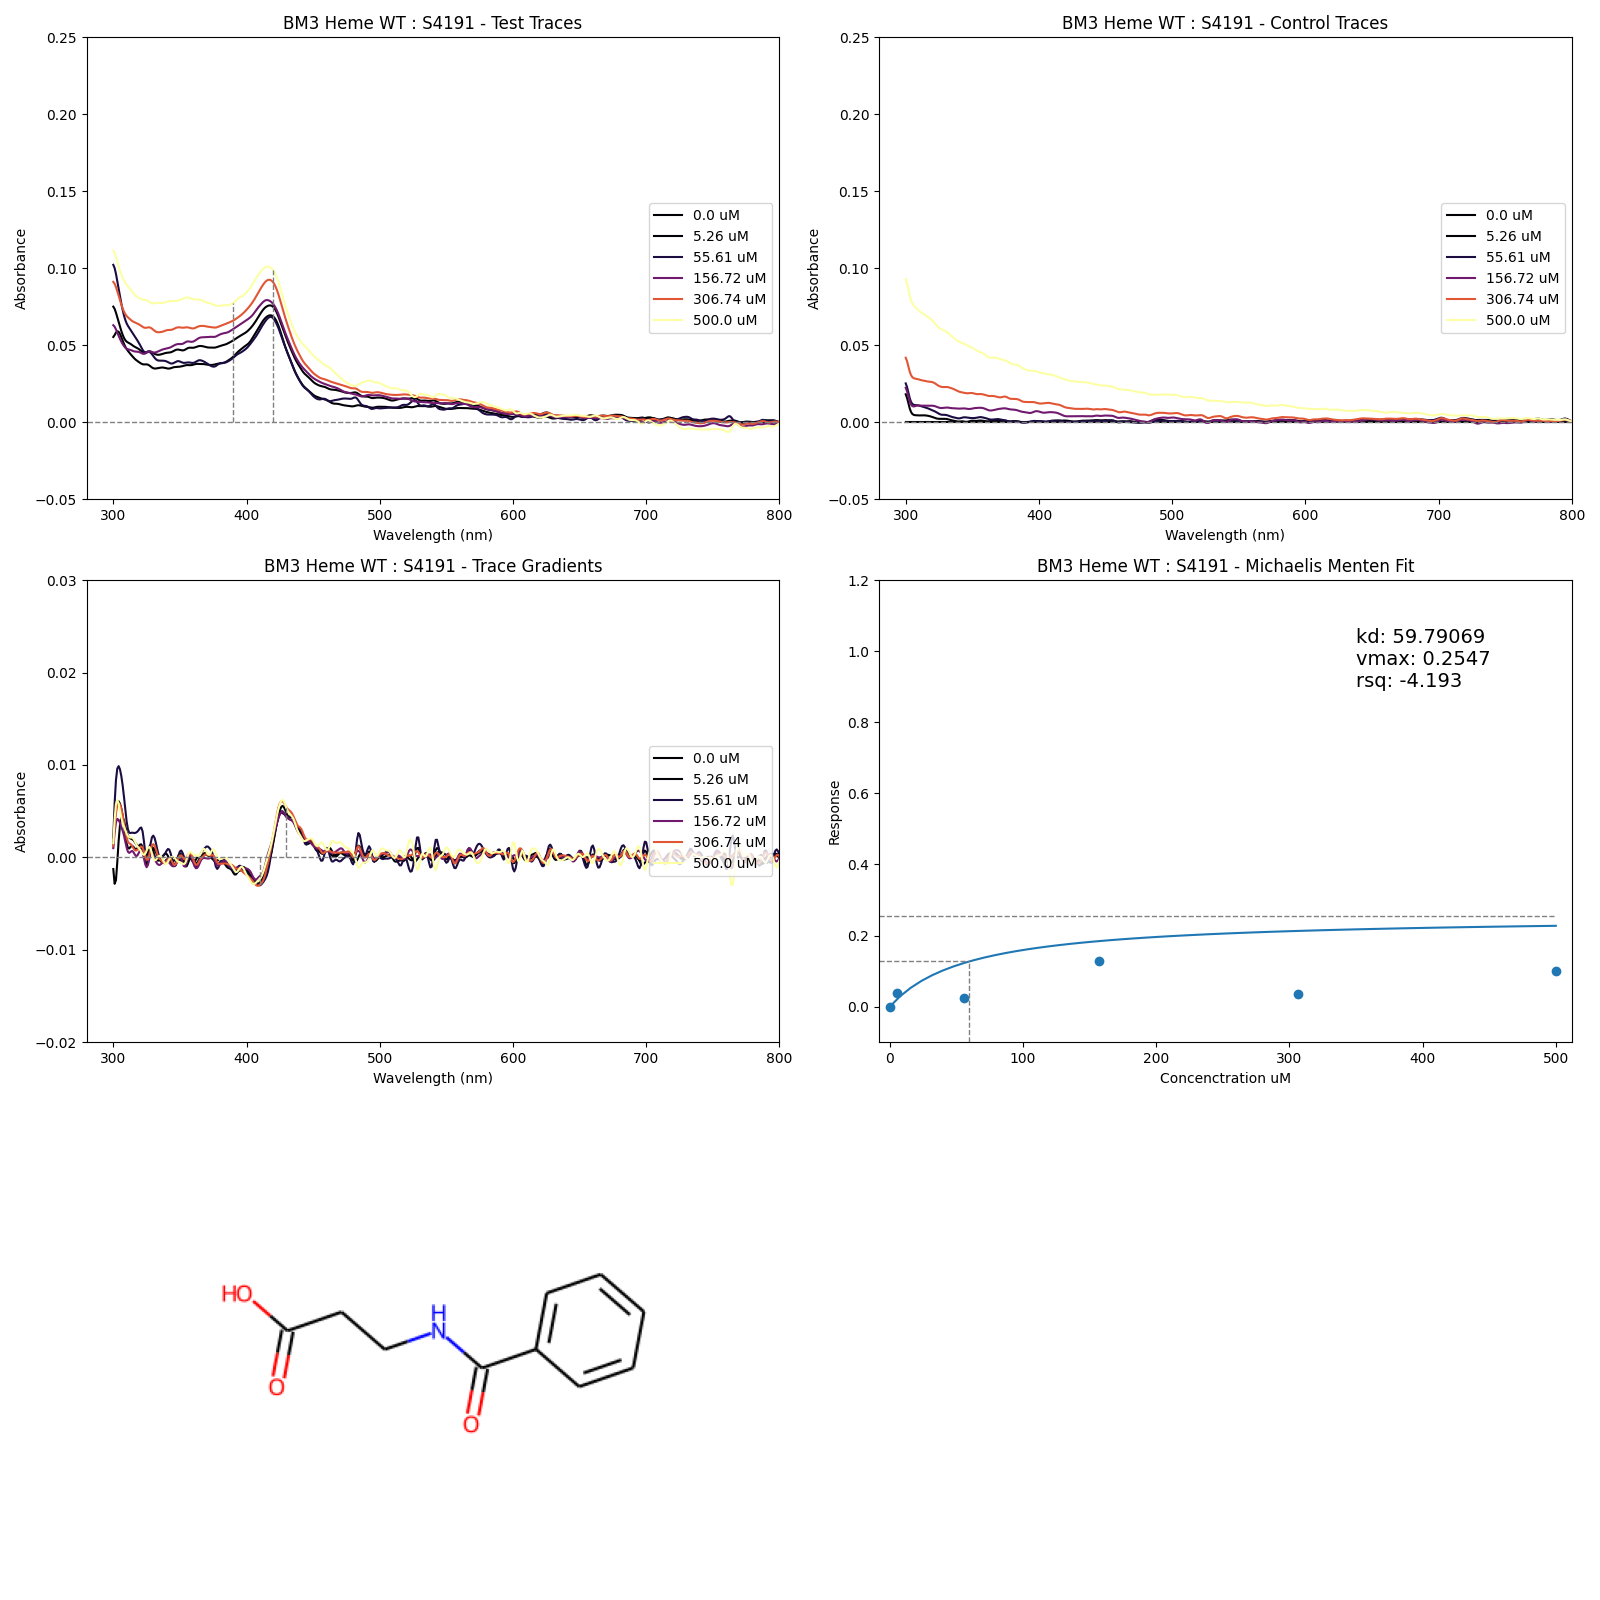 BM3 Heme WT : S4191 - Test Traces
0.25
0.20
0.15
0.10
0.05
0.00
−0.05
Absorbance
300 400 500 600 700 800
Wavelength (nm)
0.0 uM
5.26 uM
55.61 uM
156.72 uM
306.74 uM
500.0 uM
BM3 Heme WT : S4191 - Control Traces
0.25
0.20
0.15
0.10
0.05
0.00
−0.05
Absorbance
300 400 500 600 700 800
Wavelength (nm)
0.0 uM
5.26 uM
55.61 uM
156.72 uM
306.74 uM
500.0 uM
BM3 Heme WT : S4191 - Trace Gradients
0.03
0.02
0.01
0.00
−0.01
−0.02
Absorbance
300 400 500 600 700 800
Wavelength (nm)
0.0 uM
5.26 uM
55.61 uM
156.72 uM
306.74 uM
500.0 uM
BM3 Heme WT : S4191 - Michaelis Menten Fit
1.2
1.0
0.8
0.6
0.4
0.2
0.0
Response
kd: 59.79069
vmax: 0.2547
rsq: -4.193
0 100 200 300 400 500
Concenctration uM
HO
O
H
N
O